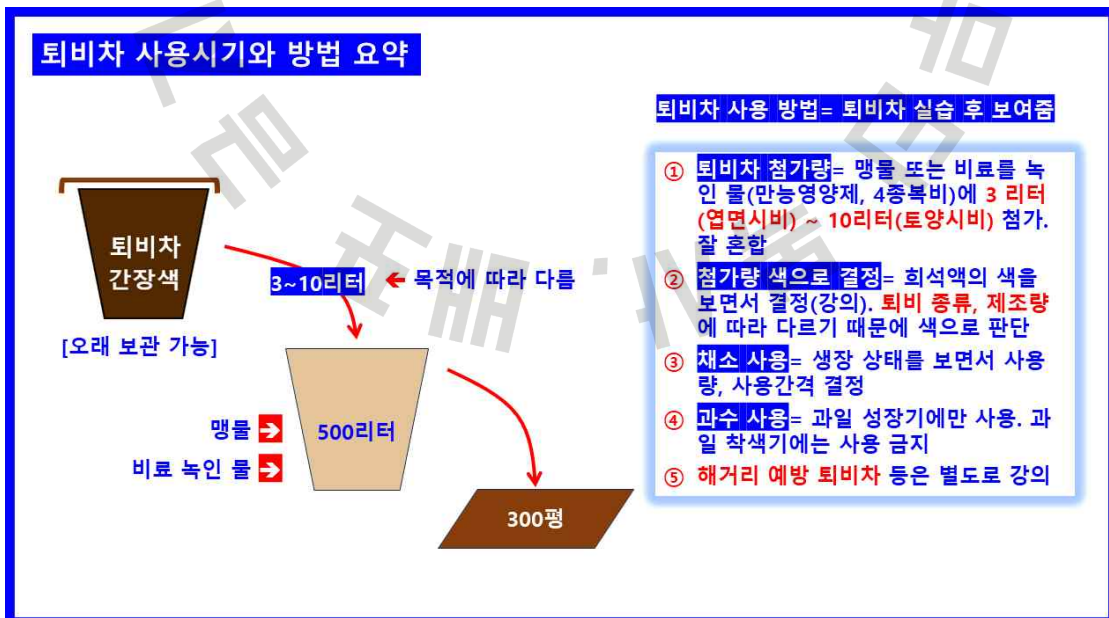 퇴비차 사용시기와 방법 요약
퇴비차
간장색
[오래 보관 가능]
3~10리터
목적에 따라 다름
맹물
비료 녹인 물
500리터
300평
퇴비차 사용 방법= 퇴비차 실습 후 보여줌
① 퇴비차 첨가량= 맹물 또는 비료를 녹
인 물(만능영양제, 4종복비)에 3 리터
(엽면시비) ~ 10리터(토양시비) 첨가.
잘 혼합
② 첨가량 색으로 결정= 희석액의 색을
보면서 결정(강의). 퇴비 종류, 제조량
에 따라 다르기 때문에 색으로 판단
③ 채소 사용= 생장 상태를 보면서 사용
량, 사용간격 결정
④ 과수 사용= 과일 성장기에만 사용. 과
일 착색기에는 사용 금지
⑤ 해거리 예방 퇴비차 등은 별도로 강의